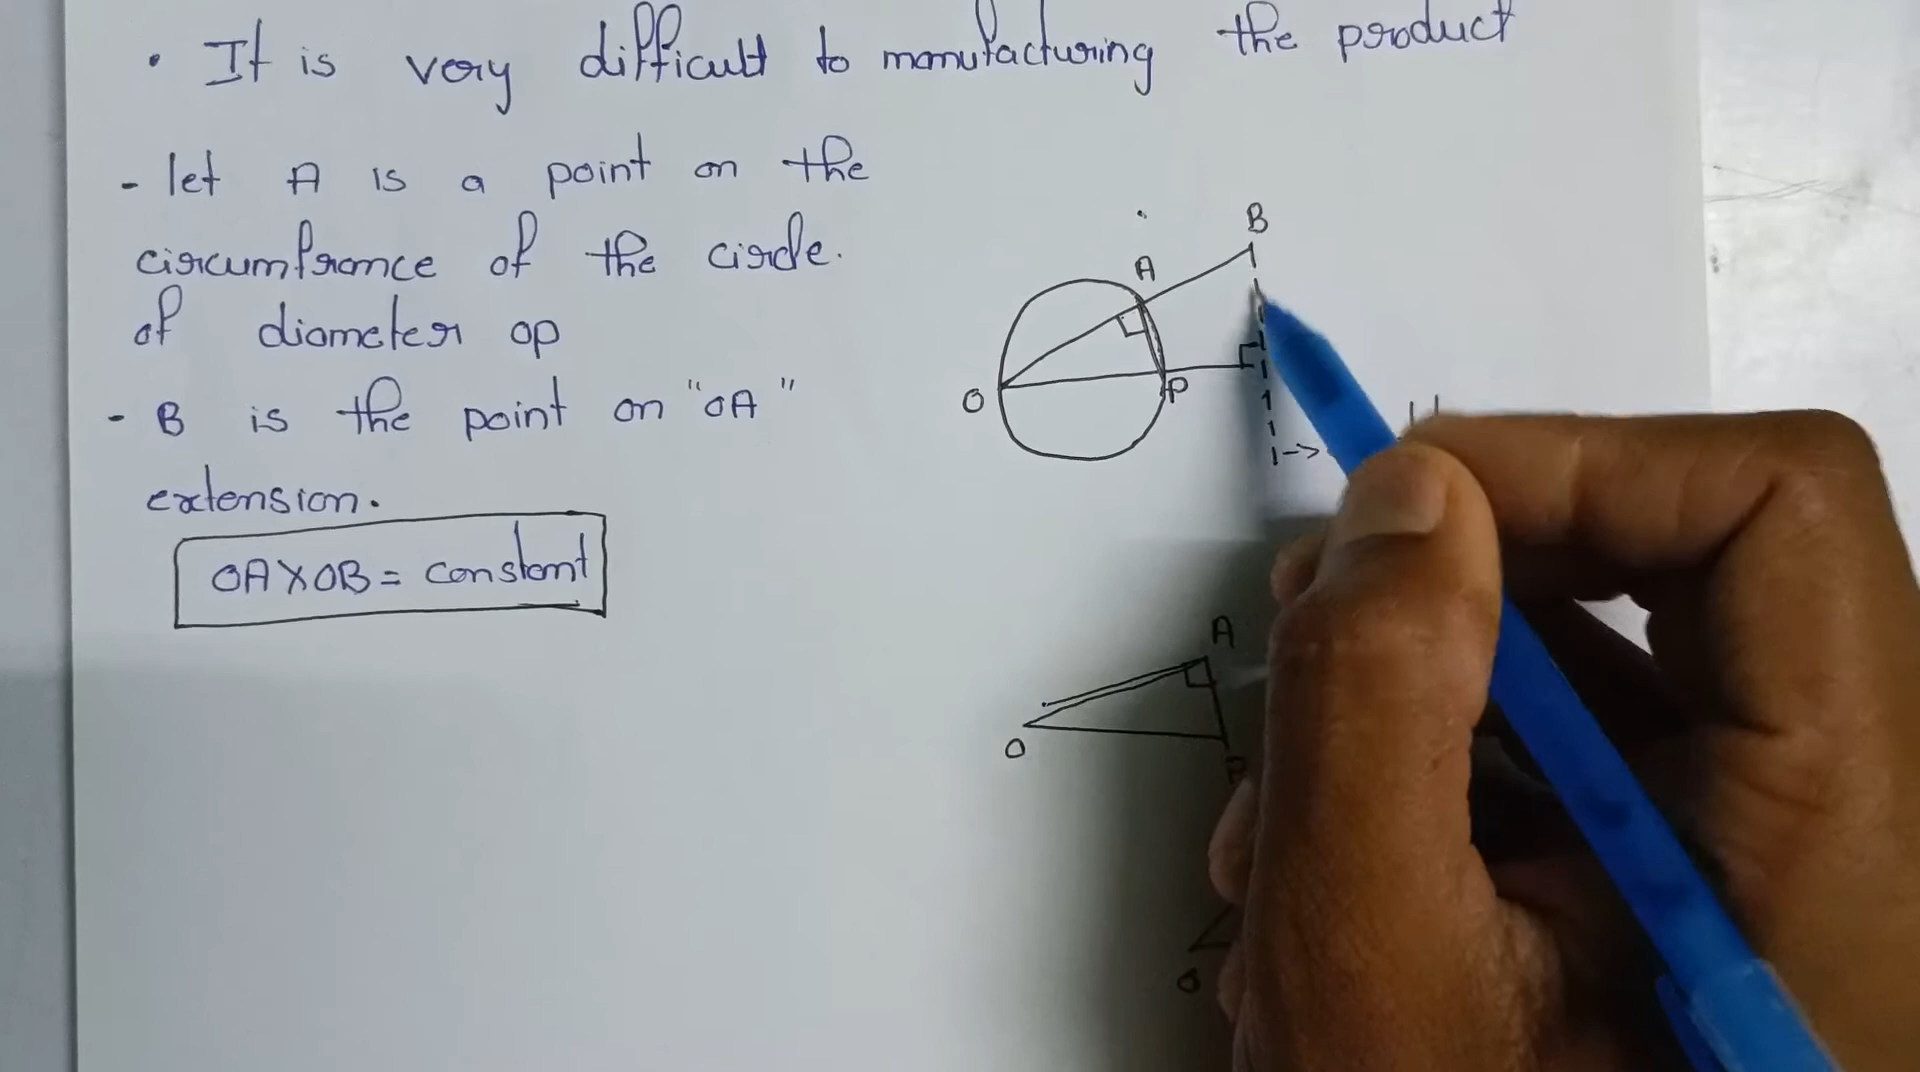 • It is very difficult to manufacturing the product
- let A is a point on the
circumfrance of the circle.
of diameter op
- B is the point on "OA"
extension.
OA X OB = constant
B
A
O
P
A
O
O